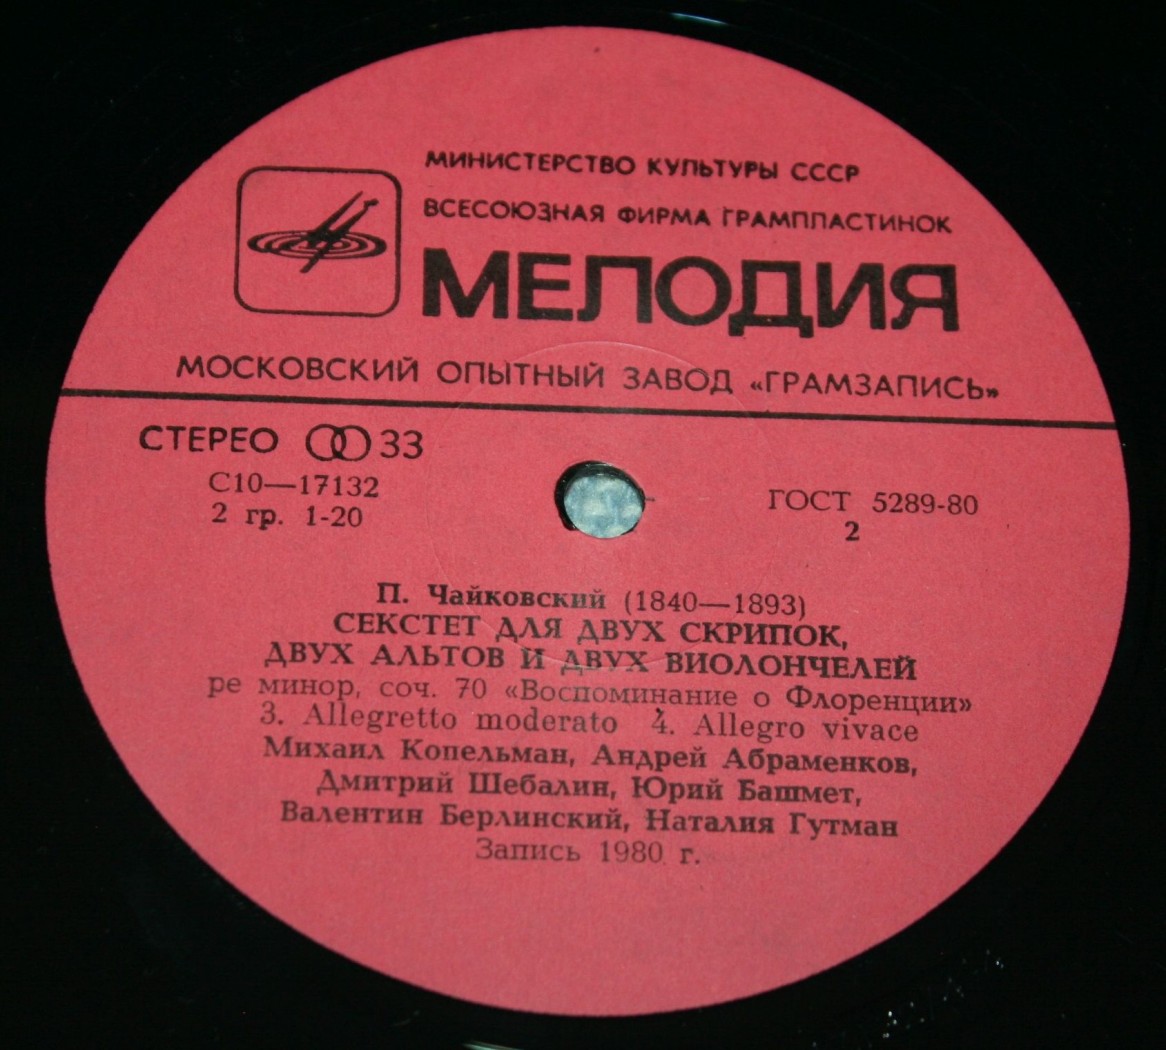 МИНИСТЕРСТВО КУЛЬТУРЫ СССР
ВСЕСОЮЗНАЯ ФИРМА ГРАМПЛАСТИНОК
МЕЛОДИЯ
МОСКОВСКИЙ ОПЫТНЫЙ ЗАВОД «ГРАМЗАПИСЬ»
СТЕРЕО 33
С10—17132
2 гр. 1-20
ГОСТ 5289-80
2
П. Чайковский (1840—1893)
СЕКСТЕТ ДЛЯ ДВУХ СКРИПОК,
ДВУХ АЛЬТОВ И ДВУХ ВИОЛОНЧЕЛЕЙ
ре минор, соч. 70 «Воспоминание о Флоренции»
3. Allegretto moderato 4. Allegro vivace
Михаил Копельман, Андрей Абраменков,
Дмитрий Шебалин, Юрий Башмет,
Валентин Берлинский, Наталия Гутман
Запись 1980 г.